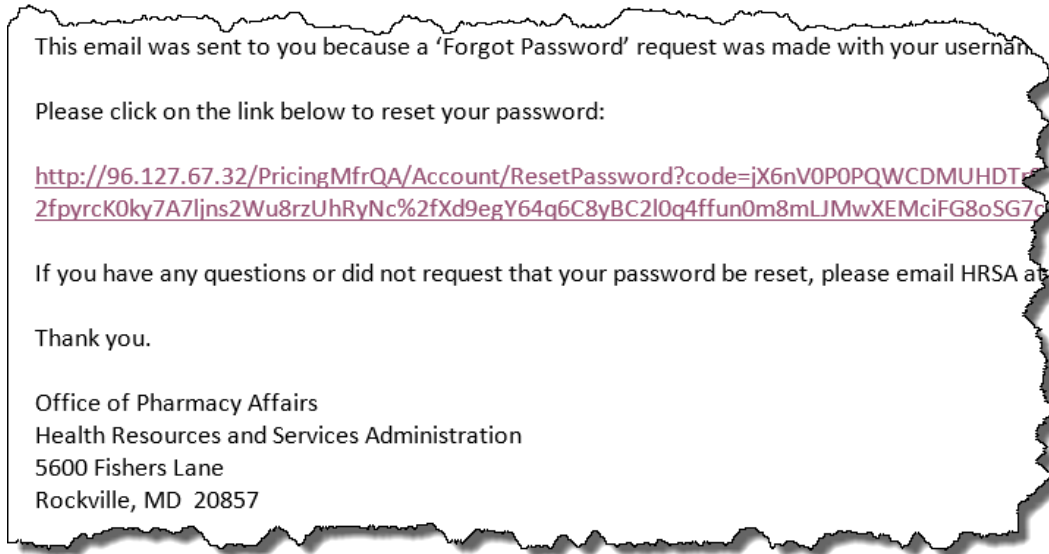 This email was sent to you because a ‘Forgot Password’ request was made with your
Please click on the link below to reset your password:
http://96.127.67.32/PricingMfrQA/Account/ResetPassword?code=jX6nV0P0PQWCDMUHDTr
2fpyrcK0ky7A7ljns2Wu8rzUhRyNc%2fXd9egY64q6C8yBC2l0q4ffun0m8mLJMwXEMciFG8oSG7c
If you have any questions or did not request that your password be reset, please email HRSA at
Thank you.
Office of Pharmacy Affairs
Health Resources and Services Administration
5600 Fishers Lane
Rockville, MD  20857